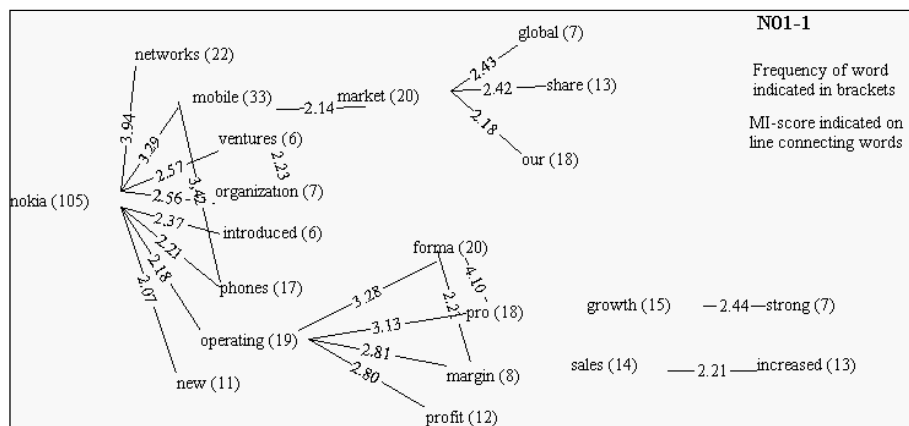 N01-1
global (7)
networks (22)
2.43
Frequency of word
indicated in brackets
mobile (33)
2.14
market (20)
2.42
share (13)
3.94
3.29
MI-score indicated on
line connecting words
ventures (6)
2.18
2.57
2.23
our (18)
3.42
nokia (105)
2.56
organization (7)
2.37
introduced (6)
2.21
forma (20)
2.18
4.10
2.07
phones (17)
3.28
2.21
growth (15)
2.44
strong (7)
3.13
pro (18)
operating (19)
2.81
sales (14)
2.21
increased (13)
new (11)
2.80
margin (8)
profit (12)